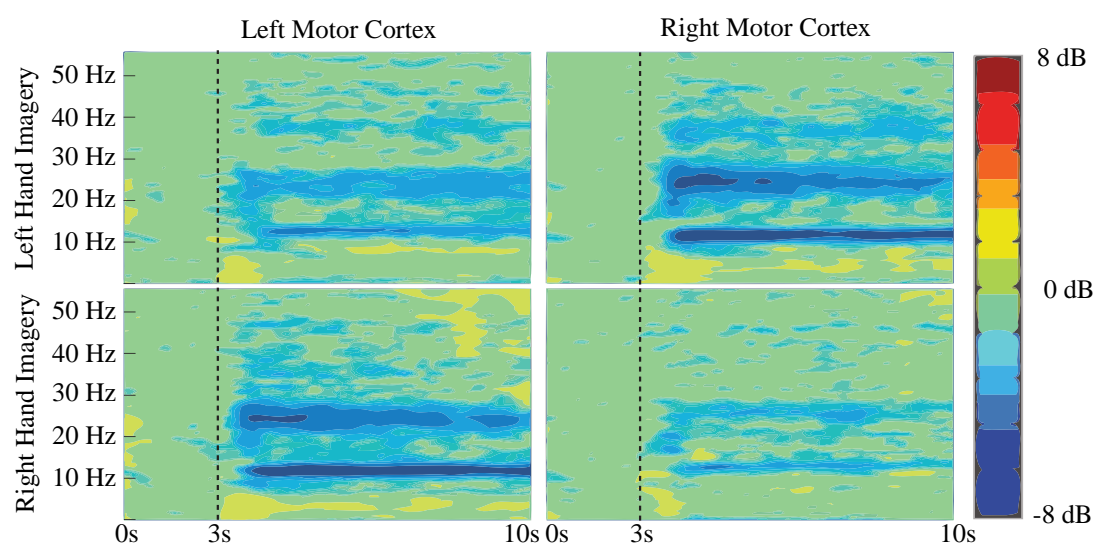 Left Motor Cortex
Right Motor Cortex
Left Hand Imagery
50 Hz
40 Hz
30 Hz
20 Hz
10 Hz
8 dB
0 dB
-8 dB
Right Hand Imagery
50 Hz
40 Hz
30 Hz
20 Hz
10 Hz
0s 3s 10s 0s 3s 10s